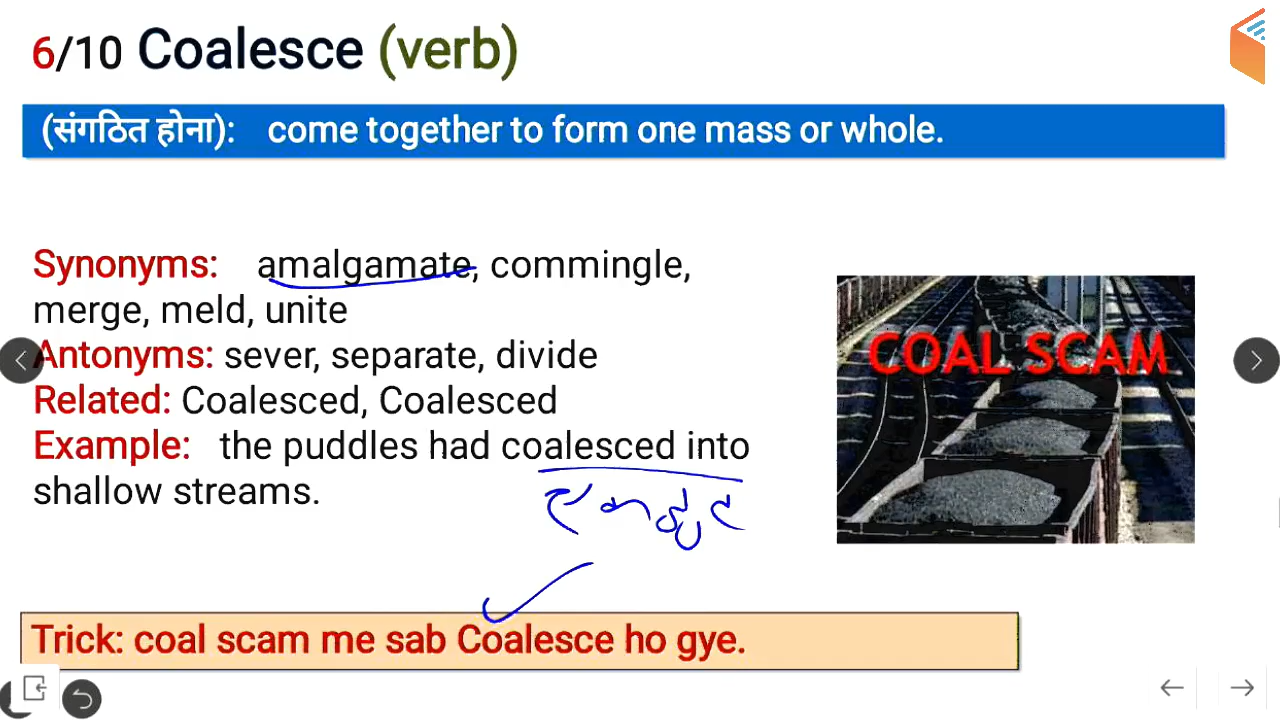 6/10 Coalesce (verb)
(संगठित होना): come together to form one mass or whole.
Synonyms: amalgamate, commingle,
merge, meld, unite
Antonyms: sever, separate, divide
Related: Coalesced, Coalesced
Example: the puddles had coalesced into
shallow streams.
COAL SCAM
Trick: coal scam me sab Coalesce ho gye.